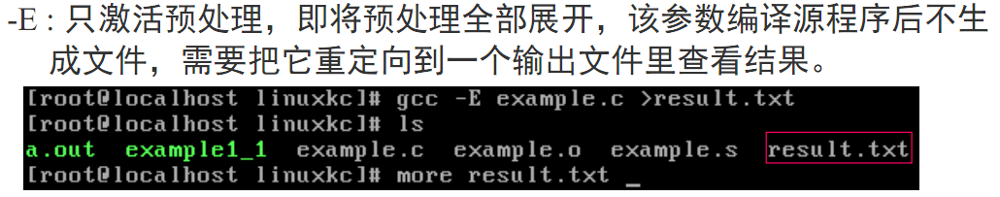 -E : 只激活预处理，即将预处理全部展开，该参数编译源程序后不生
成文件，需要把它重定向到一个输出文件里查看结果。
[root@localhost linuxkc]# gcc -E example.c >result.txt
[root@localhost linuxkc]# ls
a.out example1_1 example.c example.o example.s result.txt
[root@localhost linuxkc]# more result.txt _